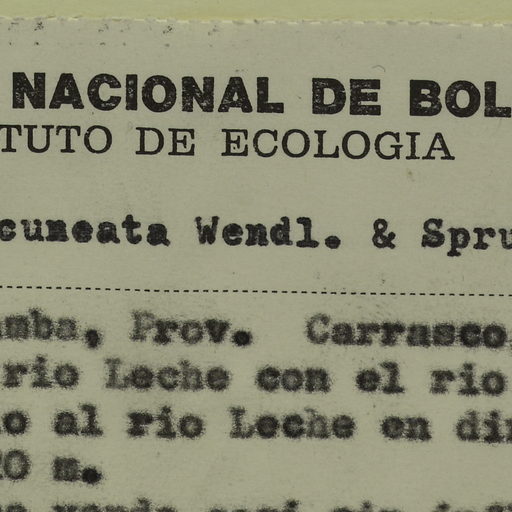 NACIONAL DE BOL
TUTO DE ECOLOGIA
cuneata Wendl. & Spru
amba, Prov. Carrasco,
rio Leche con el rio
al rio Leche en di
0 m.